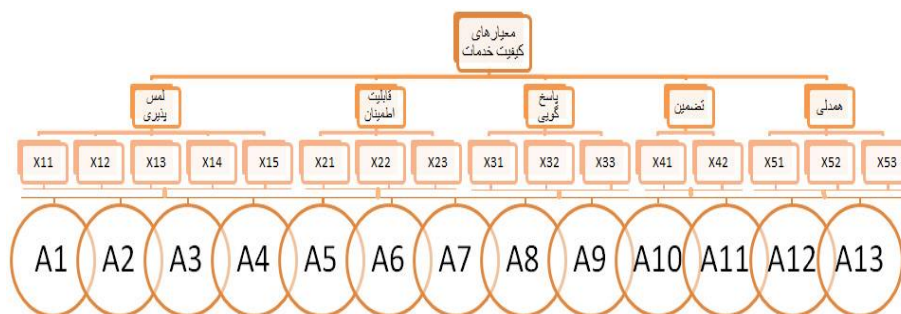 معیارهای
کیفیت خدمات
لمس
پذیری
قابلیت
اطمینان
پاسخ
گویی
تضمین
همدلی
X11 X12 X13 X14 X15 X21 X22 X23 X31 X32 X33 X41 X42 X51 X52 X53
A1 A2 A3 A4 A5 A6 A7 A8 A9 A10 A11 A12 A13